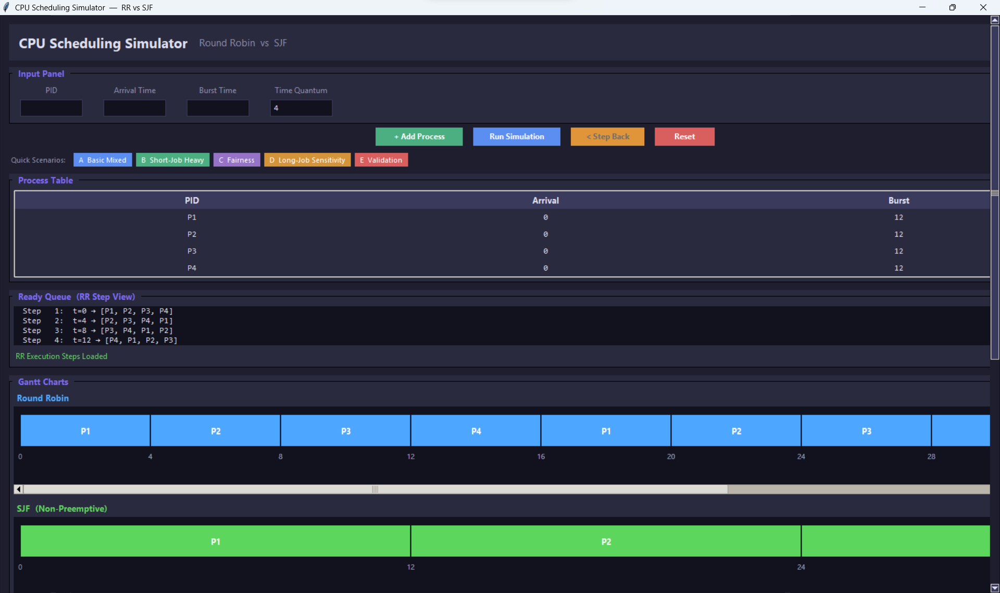 CPU Scheduling Simulator — RR vs SJF
CPU Scheduling Simulator Round Robin vs SJF
Input Panel
PID Arrival Time Burst Time Time Quantum
4
+ Add Process Run Simulation < Step Back Reset
Quick Scenarios: A Basic Mixed B Short-Job Heavy C Fairness D Long-Job Sensitivity E Validation
Process Table
PID Arrival Burst
P1 0 12
P2 0 12
P3 0 12
P4 0 12
Ready Queue (RR Step View)
Step 1: t=0 → [P1, P2, P3, P4]
Step 2: t=4 → [P2, P3, P4, P1]
Step 3: t=8 → [P3, P4, P1, P2]
Step 4: t=12 → [P4, P1, P2, P3]
RR Execution Steps Loaded
Gantt Charts
Round Robin
P1 P2 P3 P4 P1 P2 P3
0 4 8 12 16 20 24 28
SJF (Non-Preemptive)
P1 P2
0 12 24